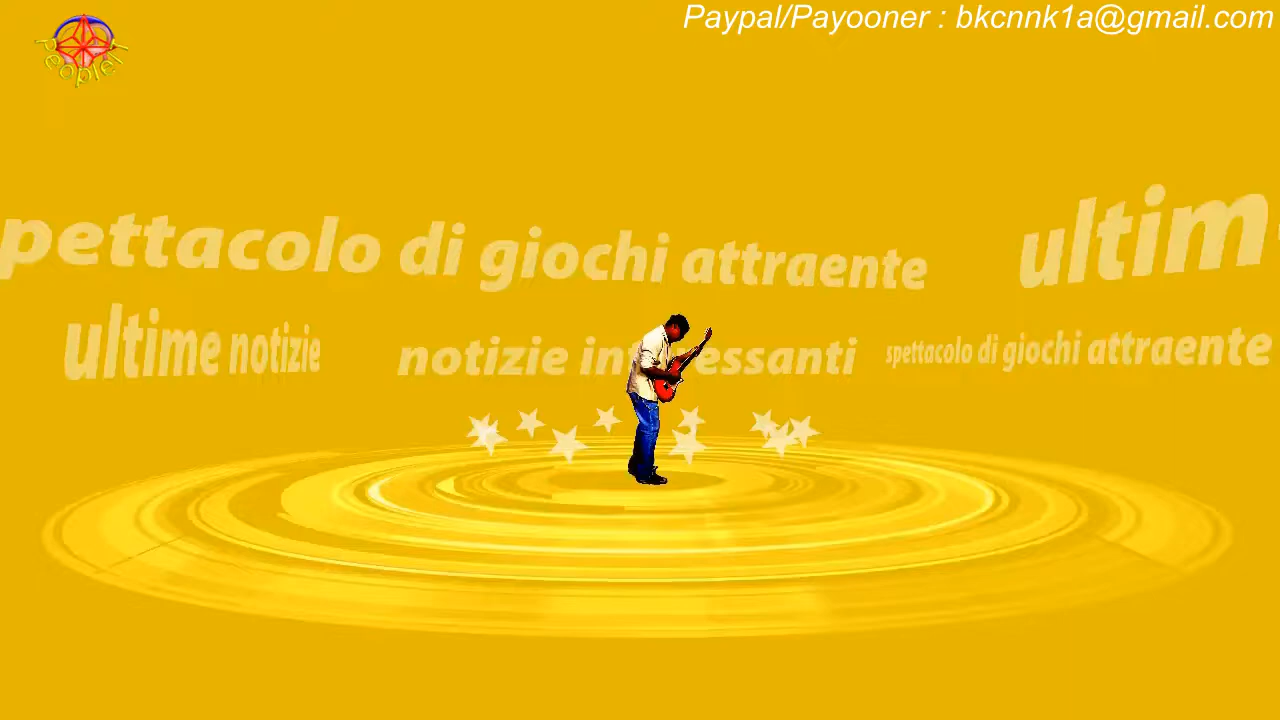 Paypal/Payooner : bkcnnk1a@gmail.com
People!
pettacolo di giochi attraente
ultim
ultime notizie
notizie in essanti
spettacolo di giochi attraente